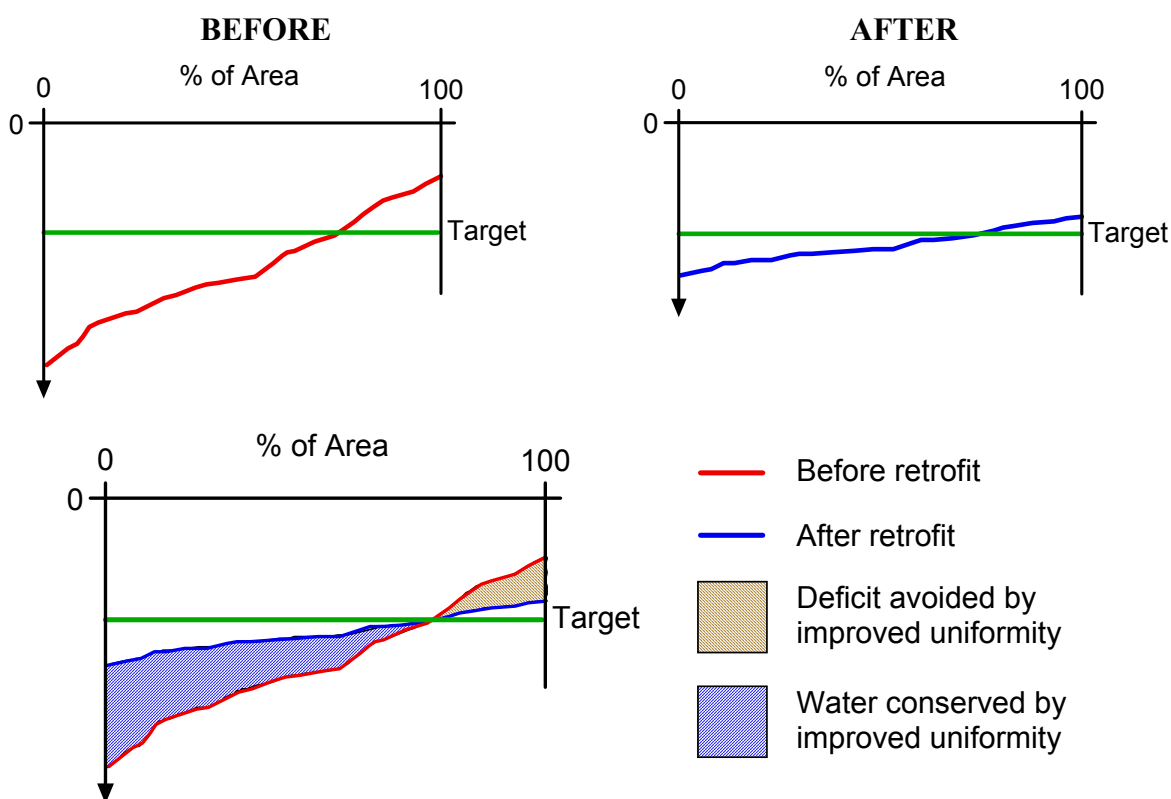 BEFORE
% of Area
0
100
0
Target
AFTER
% of Area
0
100
0
Target
% of Area
0
100
0
Target
Before retrofit
After retrofit
Deficit avoided by
improved uniformity
Water conserved by
improved uniformity